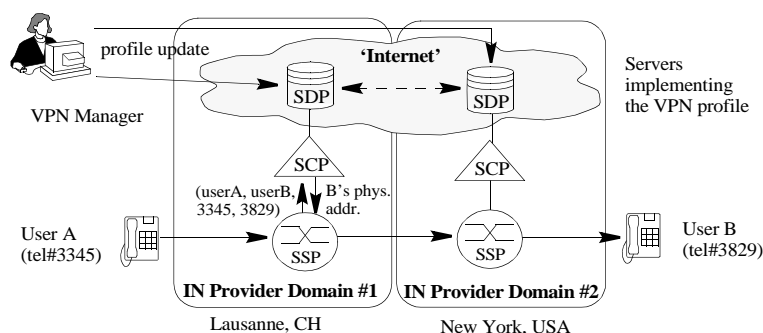 profile update
'Internet'
Servers
implementing
the VPN profile
SDP
SDP
VPN Manager
SCP
SCP
(userA, userB,
3345, 3829)
B's phys.
addr.
User A
(tel#3345)
User B
(tel#3829)
SSP
SSP
IN Provider Domain #1
IN Provider Domain #2
Lausanne, CH
New York, USA